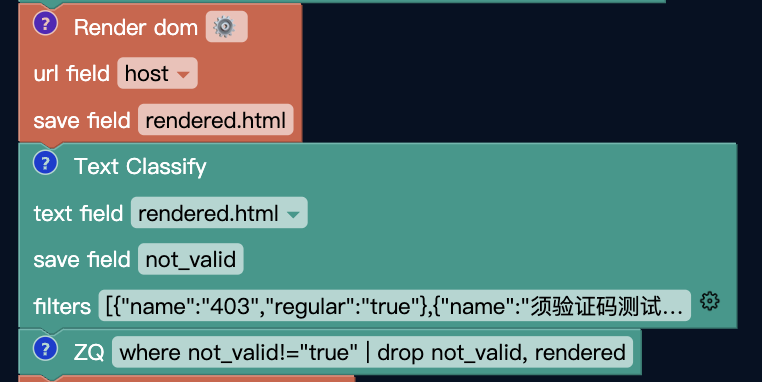 ? Render dom
url field host
save field rendered.html
? Text Classify
text field rendered.html
save field not_valid
filters [{"name":"403","regular":"true"},{"name":"须验证码测试...
? ZQ where not_valid!="true" | drop not_valid, rendered